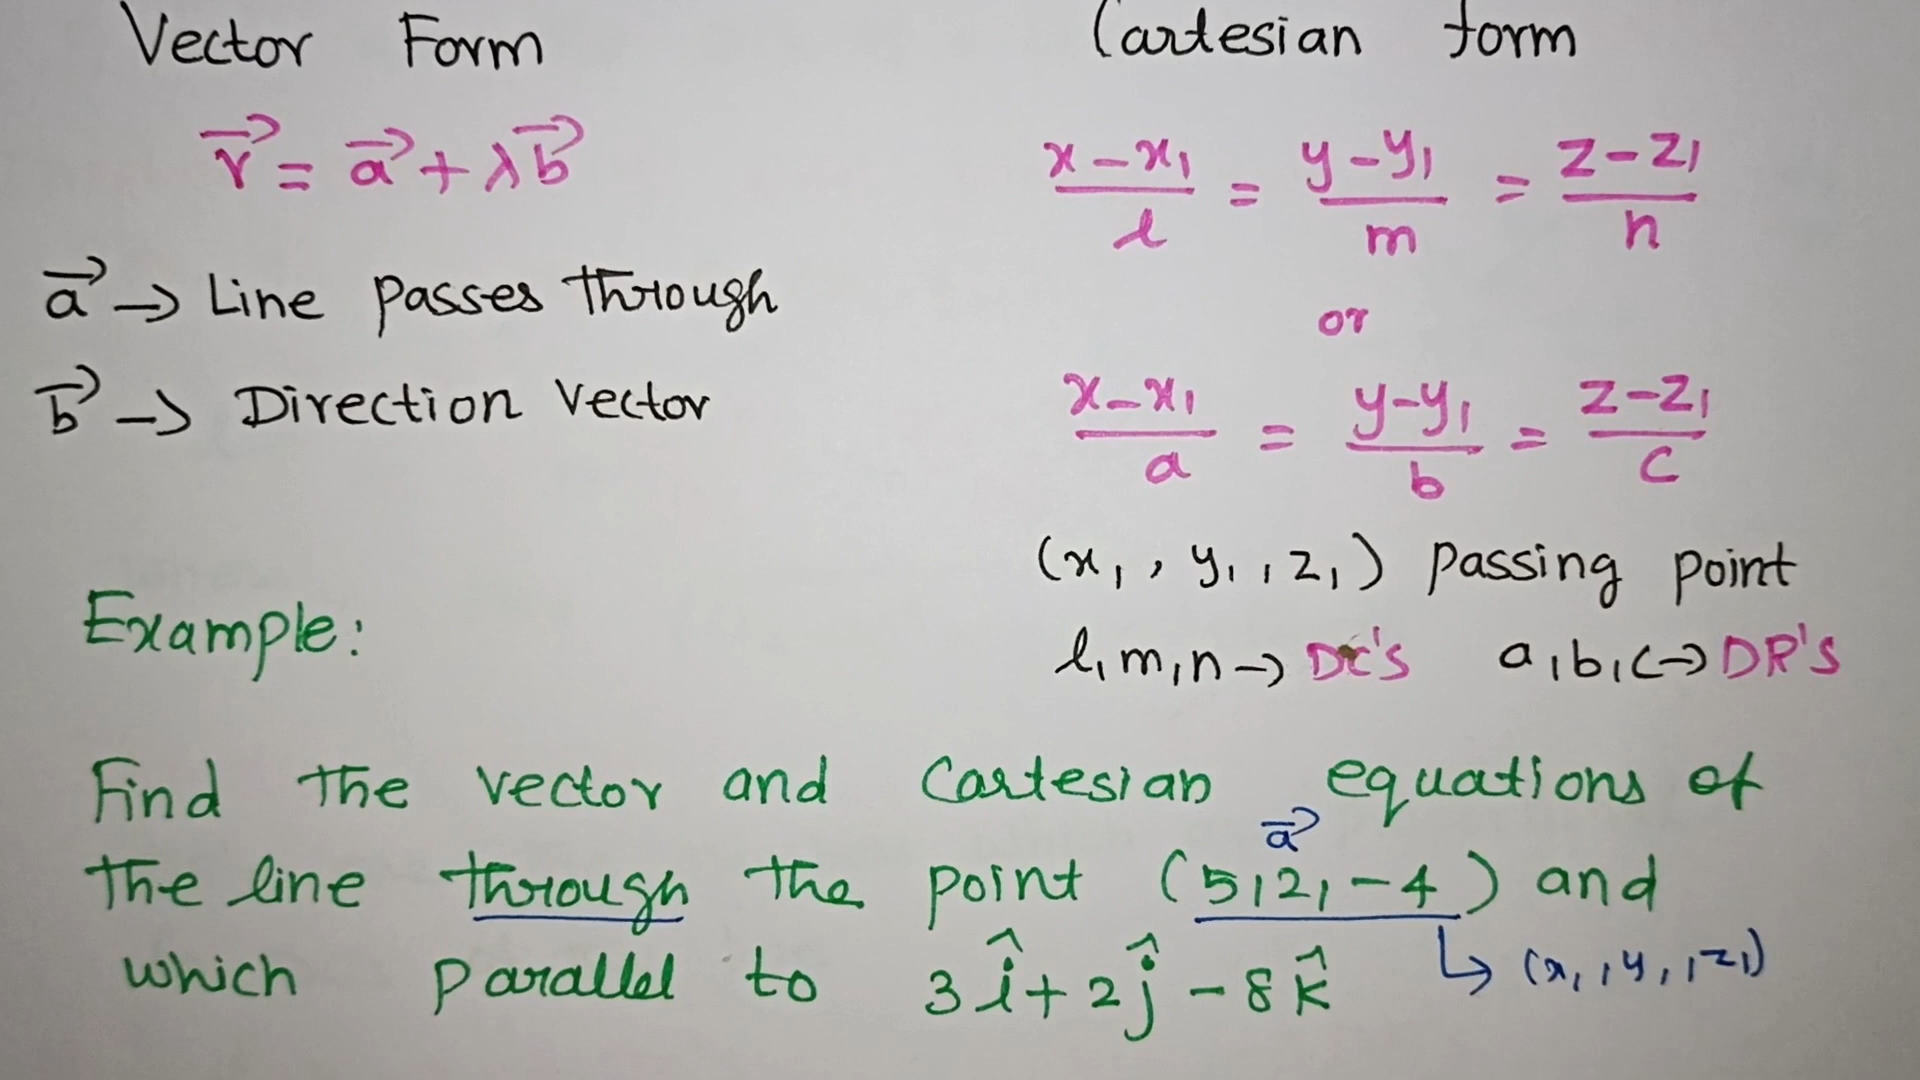 Vector Form
r⃗ = a⃗ + λb⃗
a⃗ → Line passes through
b⃗ → Direction vector
Cartesian form
x-x₁/l = y-y₁/m = z-z₁/n
or
x-x₁/a = y-y₁/b = z-z₁/c
(x₁, y₁, z₁) passing point
l, m, n → DC's a, b, c → DR'S
Example:
Find the vector and Cartesian equations of
a⃗
the line through the point (5, 2, -4) and
which parallel to 3î + 2ĵ - 8k̂
↳ (x₁, y₁, z₁)